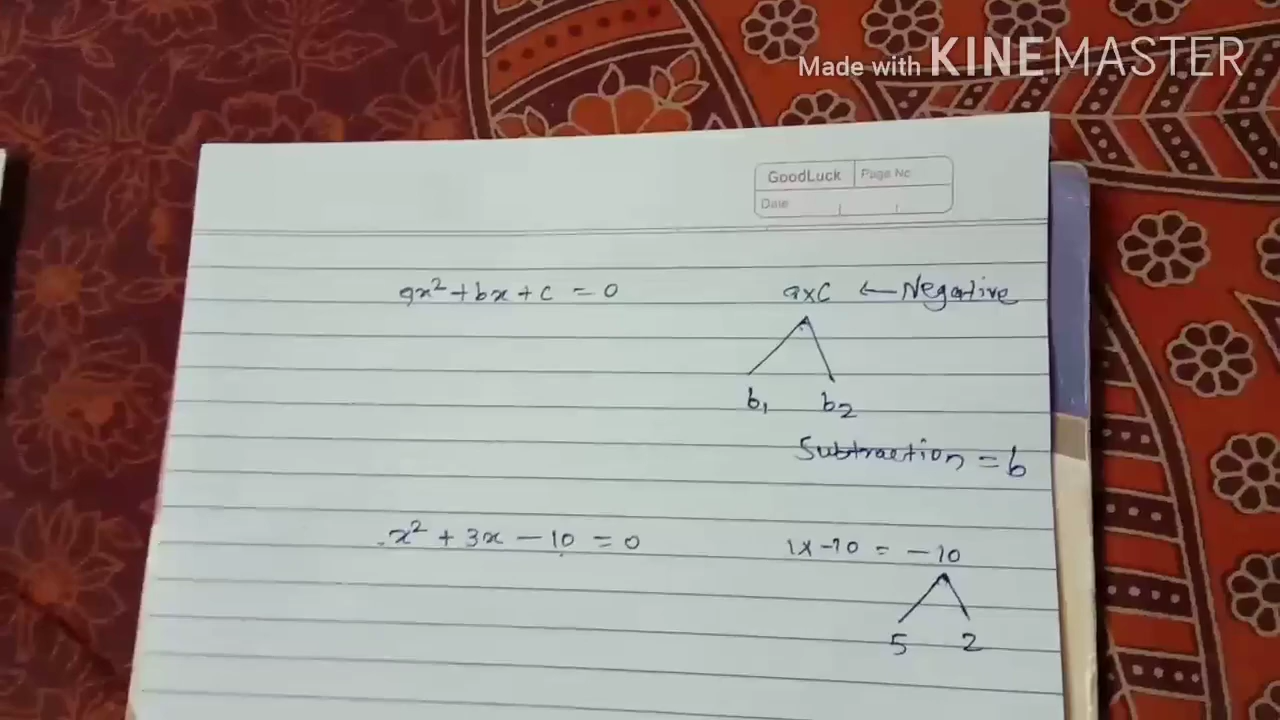 Made with KINEMASTER
GoodLuck Page No
Date
ax² + bx + c = 0
a×c ← Negative
b₁ b₂
Subtraction = b
x² + 3x - 10 = 0
1x -10 = -10
5 2